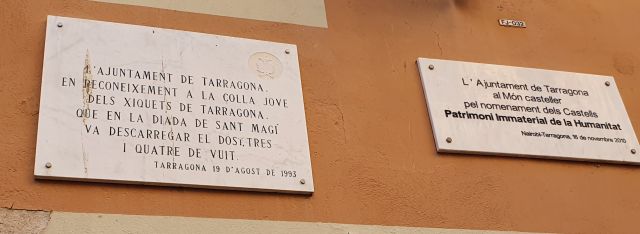 L'AJUNTAMENT DE TARRAGONA.
EN RECONEIXEMENT A LA COLLA JOVE
DELS XIQUETS DE TARRAGONA.
QUE EN LA DIADA DE SANT MAGÍ
VA DESCARREGAR EL DOS, TRES
I QUATRE DE VUIT.
TARRAGONA 19 D'AGOST DE 1993
FJ-032
L'Ajuntament de Tarragona
al Món casteller
pel nomenament dels Castells
Patrimoni Immaterial de la Humanitat
Nairobi-Tarragona, 16 de novembre 2010